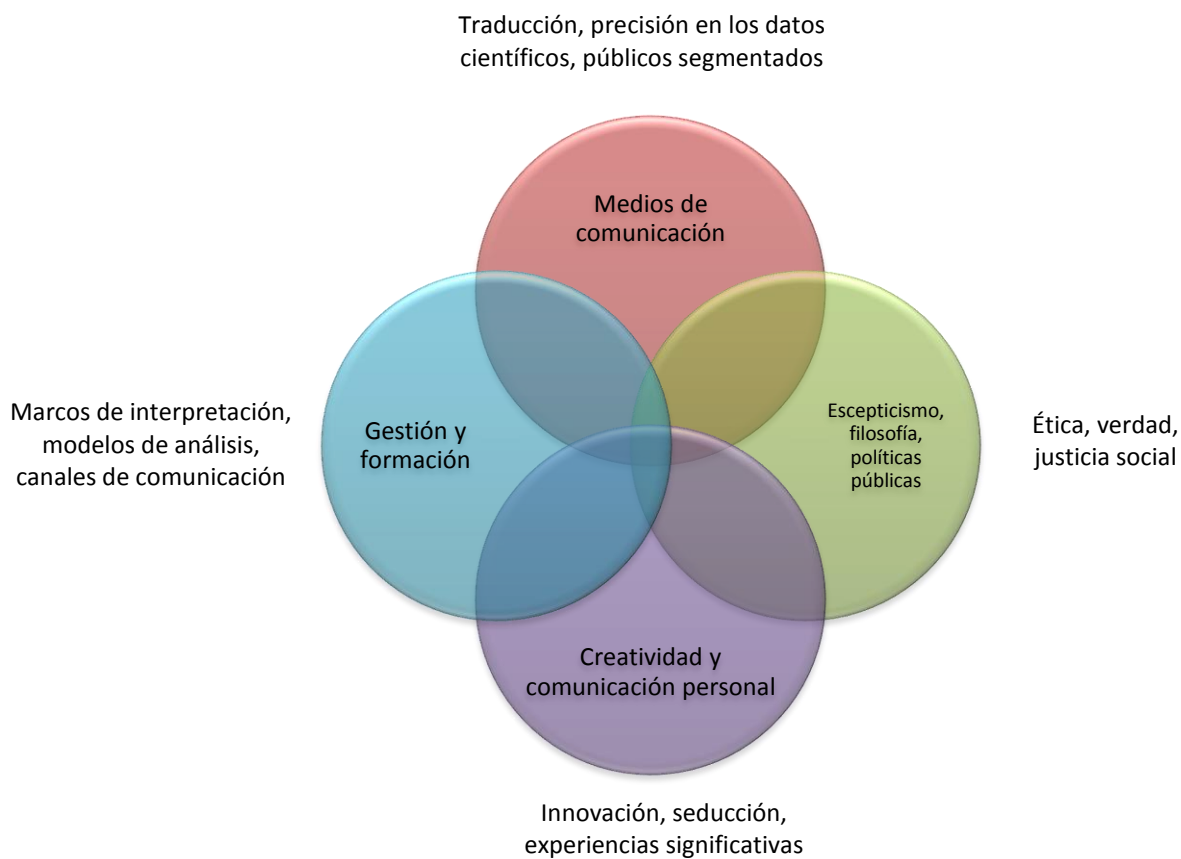 Traducción, precisión en los datos
científicos, públicos segmentados
Medios de
comunicación
Marcos de interpretación,
modelos de análisis,
canales de comunicación
Gestión y
formación
Escepticismo,
filosofía,
políticas
públicas
Ética, verdad,
justicia social
Creatividad y
comunicación personal
Innovación, seducción,
experiencias significativas